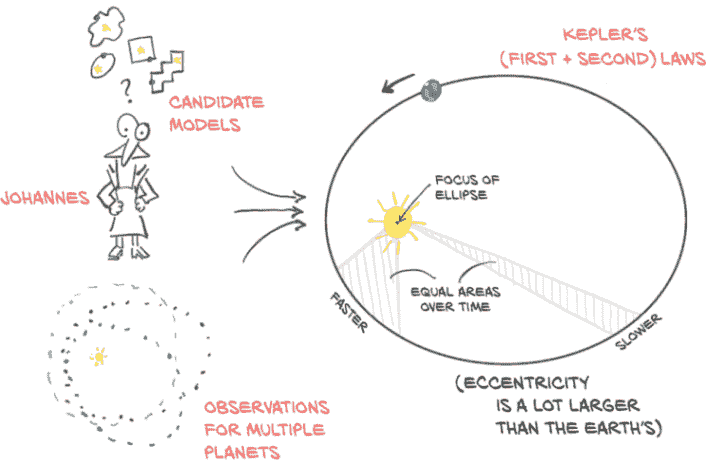 KEPLER'S
(FIRST + SECOND) LAWS
?
CANDIDATE
MODELS
JOHANNES
FOCUS OF
ELLIPSE
EQUAL AREAS
OVER TIME
FASTER
SLOWER
(ECCENTRICITY
IS A LOT LARGER
THAN THE EARTH'S)
OBSERVATIONS
FOR MULTIPLE
PLANETS